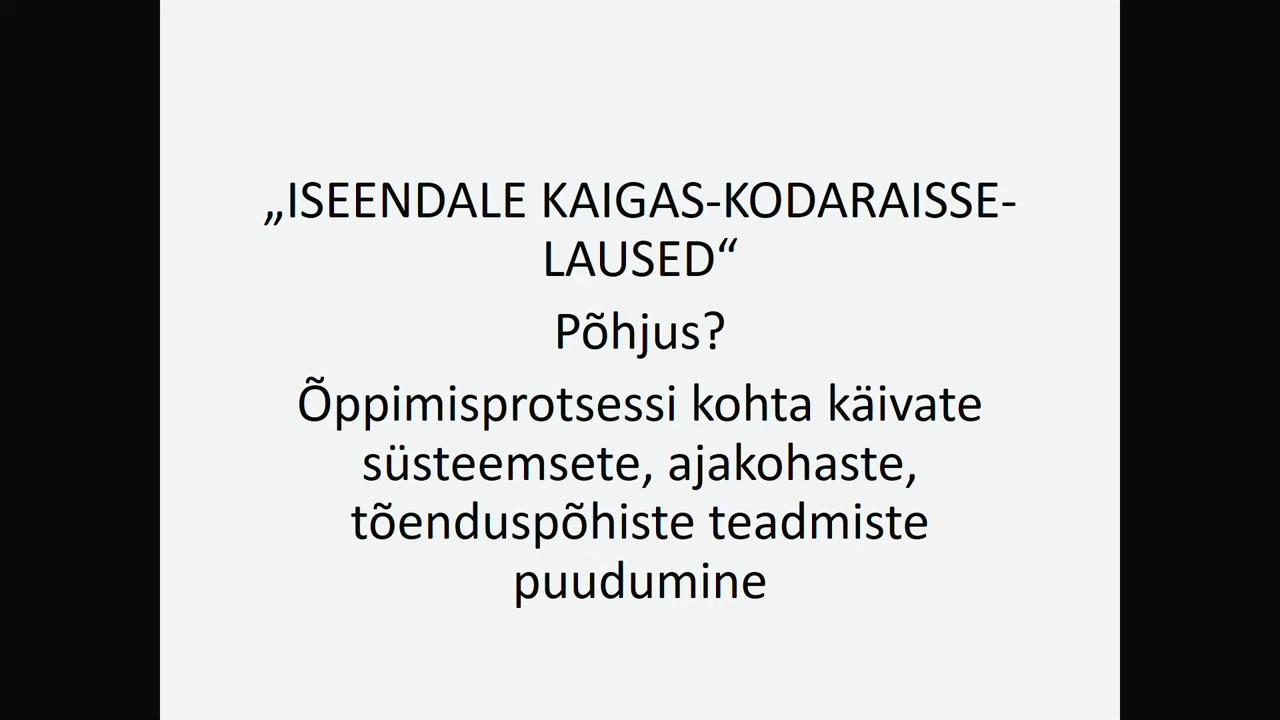 „ISEENDALE KAIGAS-KODARAISSE-
LAUSED“
Põhjus?
Õppimisprotsessi kohta käivate
süsteemsete, ajakohaste,
tõenduspõhiste teadmiste
puudumine